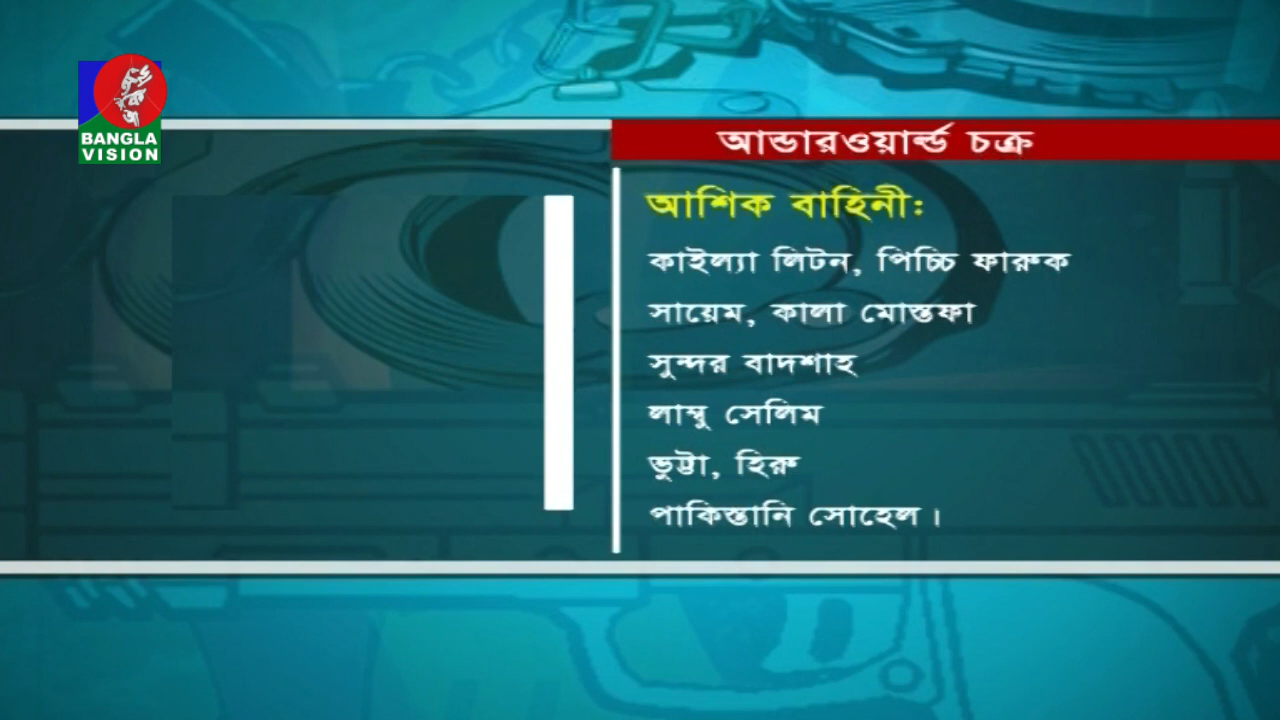 BANGLA
VISION
আন্ডারওয়ার্ল্ড চক্র
আশিক বাহিনী:
কাইল্যা লিটন, পিচ্চি ফারুক
সায়েম, কালা মোস্তফা
সুন্দর বাদশাহ
লাম্বু সেলিম
ভুট্টা, হিরু
পাকিস্তানি সোহেল।